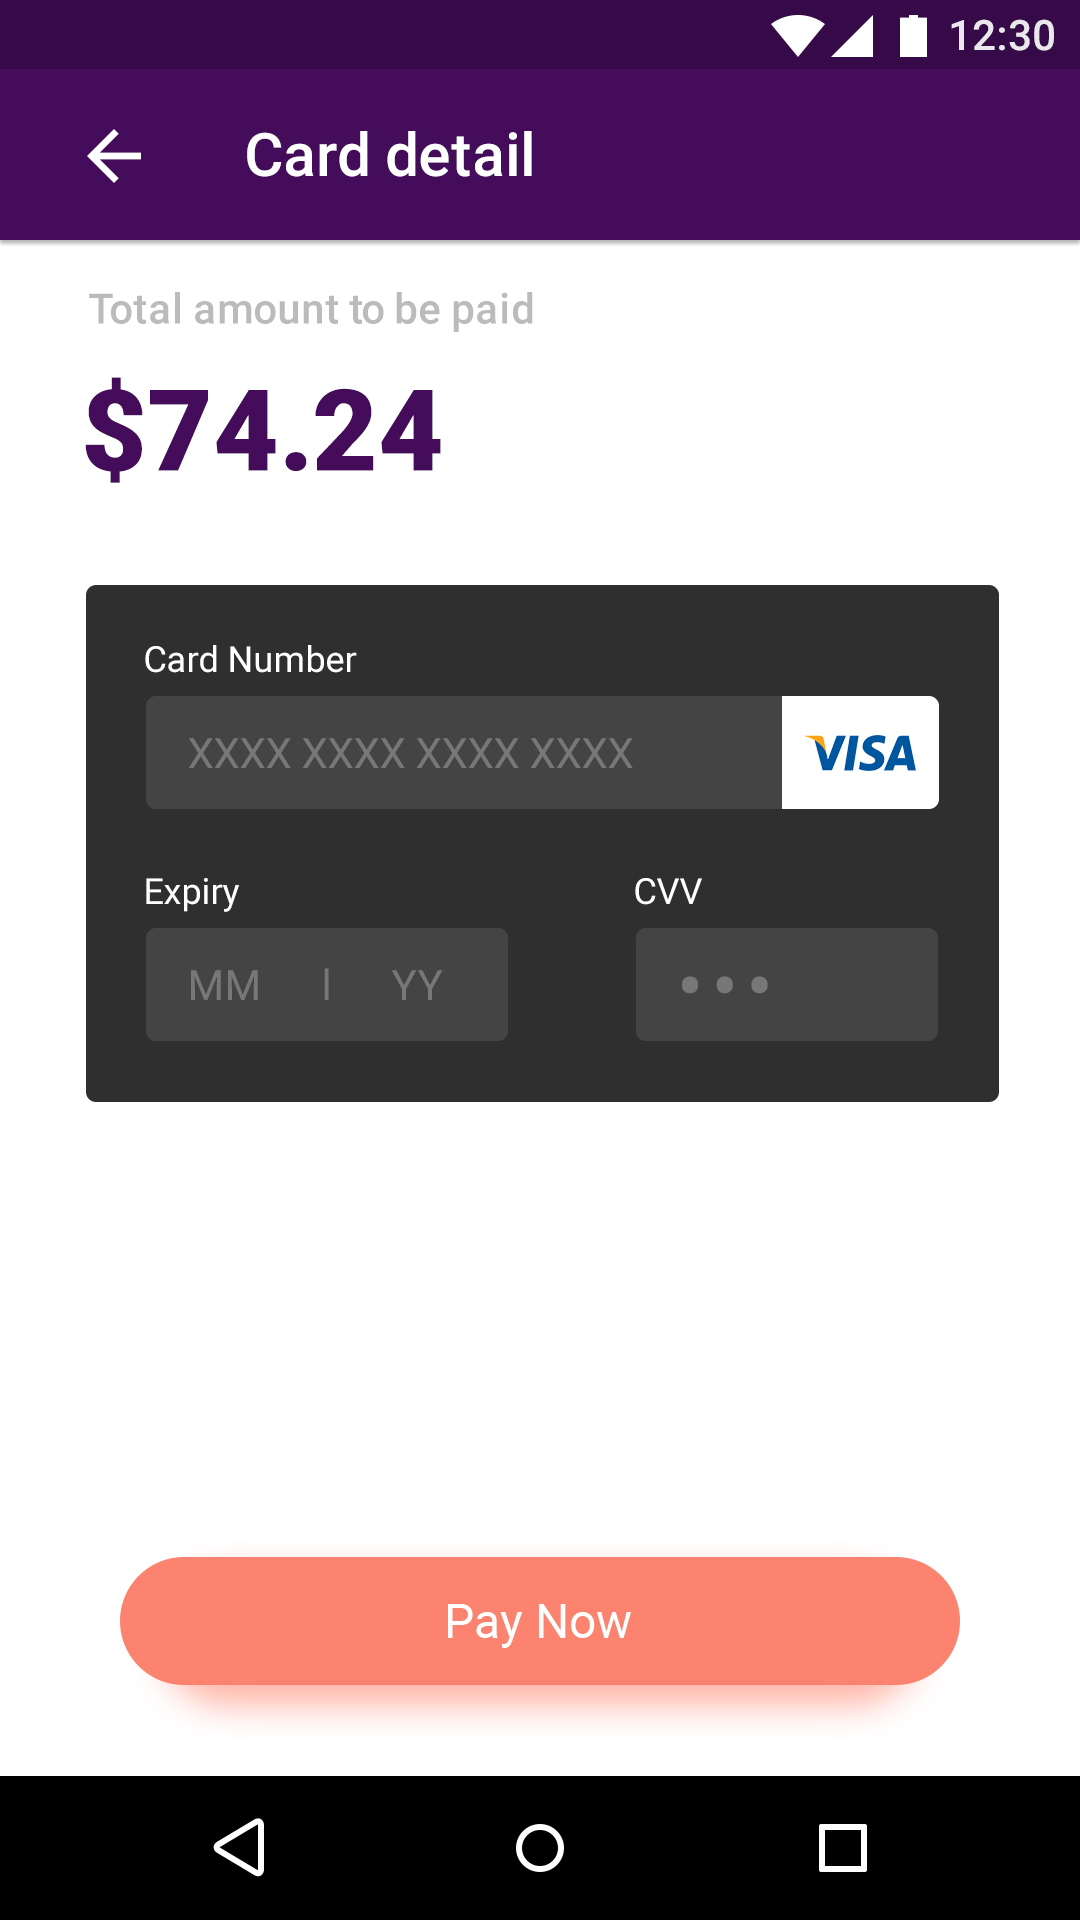 12:30
Card detail
Total amount to be paid
$74.24
Card Number
XXXX XXXX XXXX XXXX
VISA
Expiry
CVV
MM | YY
•••
Pay Now